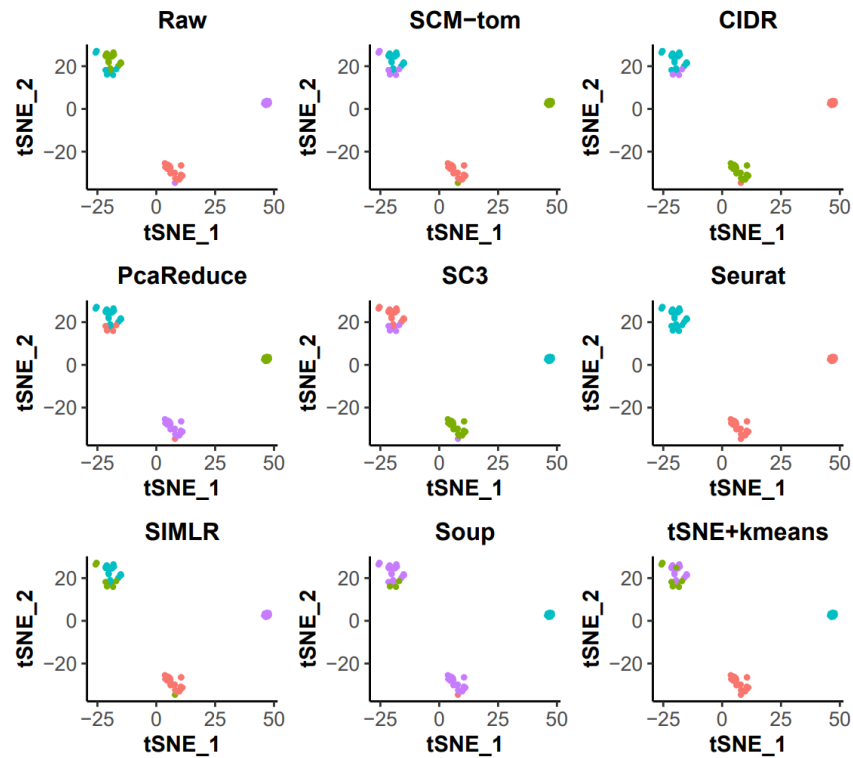 Raw SCM−tom CIDR
tSNE_2 20 0 −20 tSNE_2 20 0 −20 tSNE_2 20 0 −20
−25 0 25 50 −25 0 25 50 −25 0 25 50
tSNE_1 tSNE_1 tSNE_1
PcaReduce SC3 Seurat
tSNE_2 20 0 −20 tSNE_2 20 0 −20 tSNE_2 20 0 −20
−25 0 25 50 −25 0 25 50 −25 0 25 50
tSNE_1 tSNE_1 tSNE_1
SIMLR Soup tSNE+kmeans
tSNE_2 20 0 −20 tSNE_2 20 0 −20 tSNE_2 20 0 −20
−25 0 25 50 −25 0 25 50 −25 0 25 50
tSNE_1 tSNE_1 tSNE_1